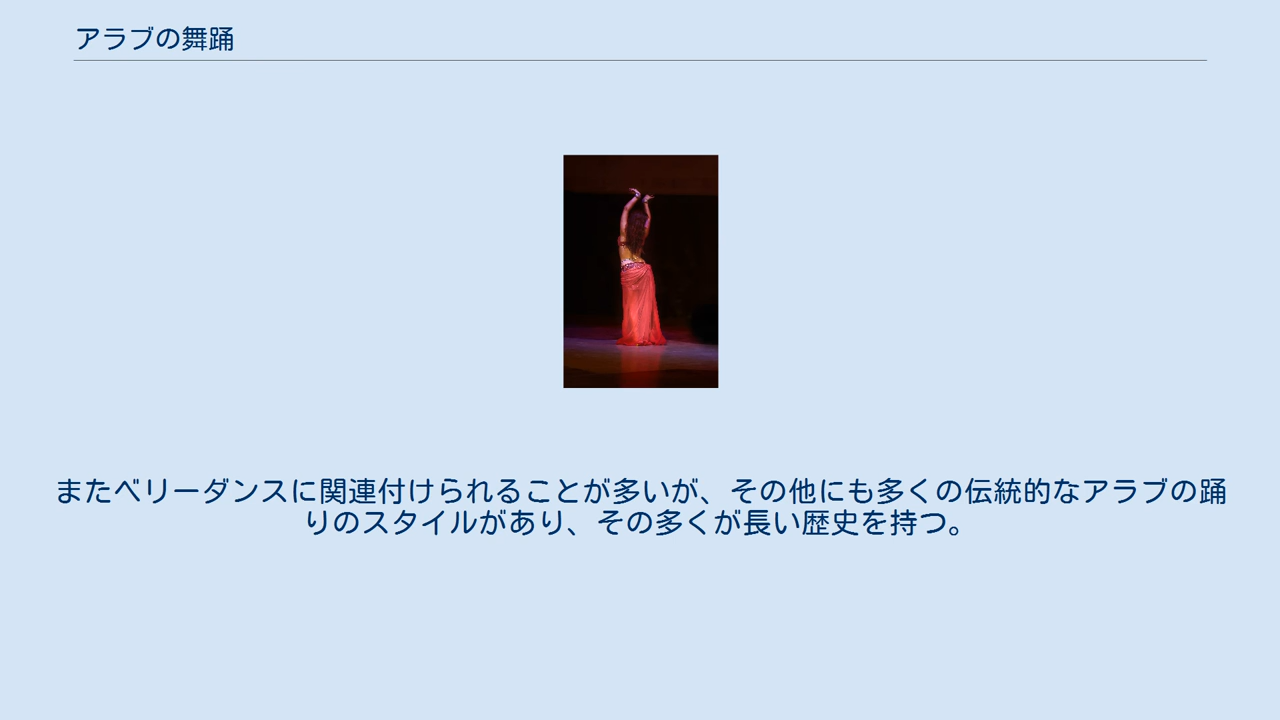 アラブの舞踊
またベリーダンスに関連付けられることが多いが、その他にも多くの伝統的なアラブの踊
りのスタイルがあり、その多くが長い歴史を持つ。